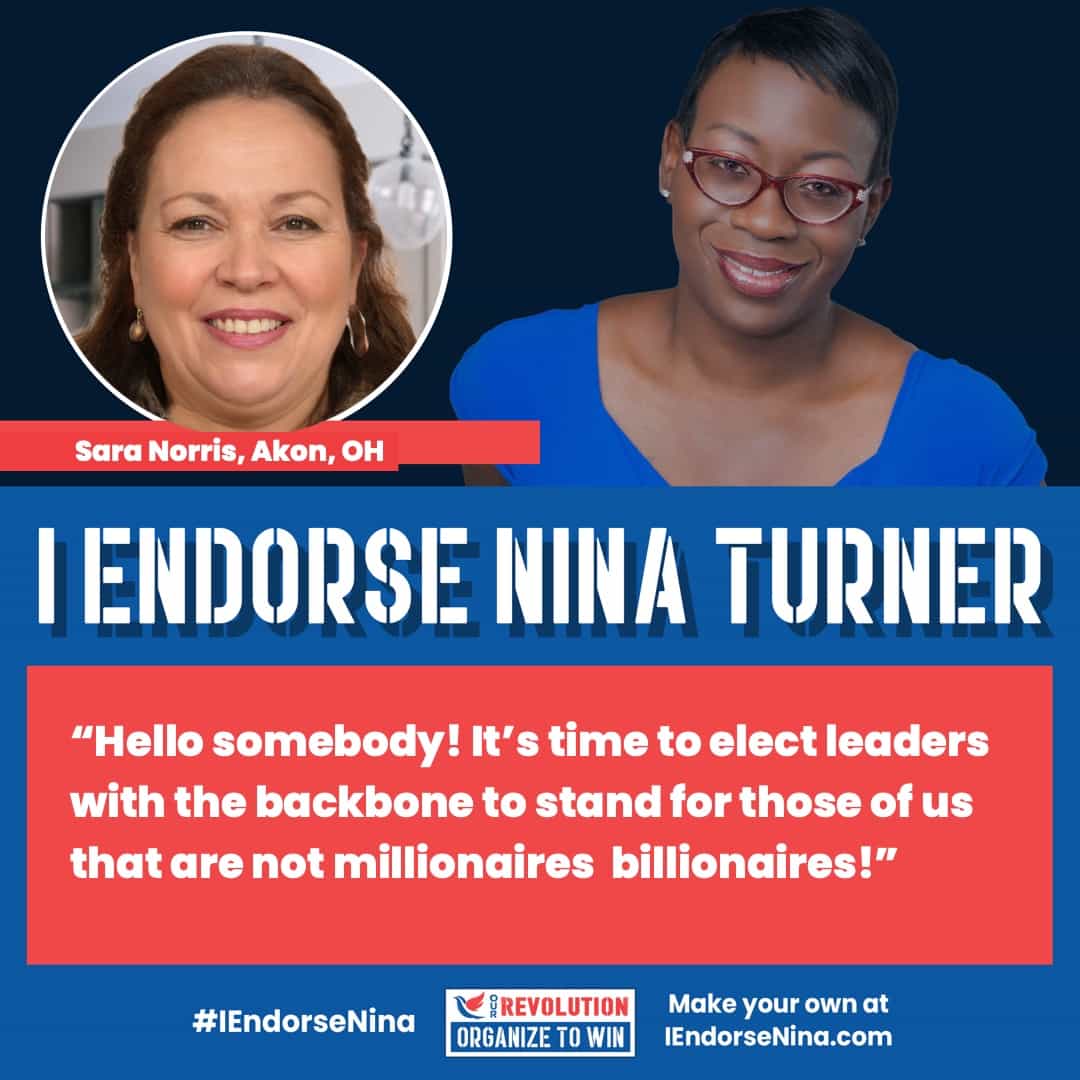 Sara Norris, Akon, OH
I ENDORSE NINA TURNER
“Hello somebody! It’s time to elect leaders
with the backbone to stand for those of us
that are not millionaires  billionaires!”
#IEndorseNina
OUR REVOLUTION
ORGANIZE TO WIN
Make your own at
IEndorseNina.com